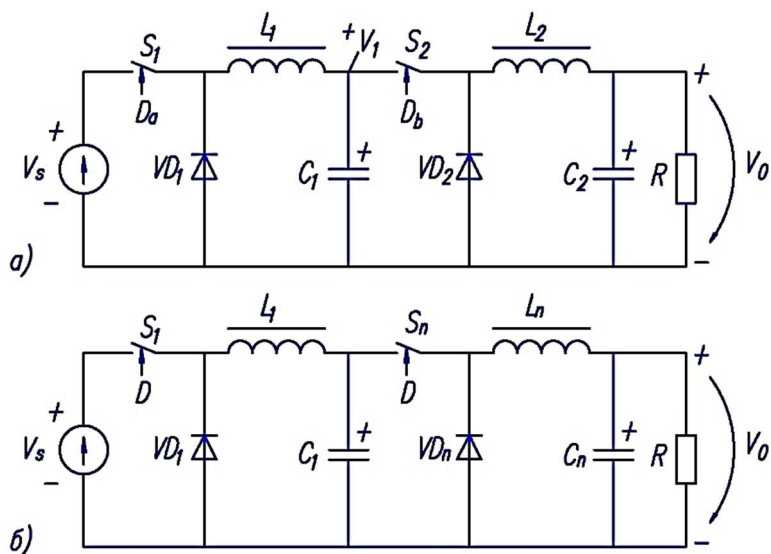 S1 L1 + V1 S2 L2
+ Da Db +
Vs VD1 C1 + VD2 C2 + R V0
− −
а)
S1 L1 Sn Ln
+ D D +
Vs VD1 C1 + VDn Cn + R V0
− −
б)